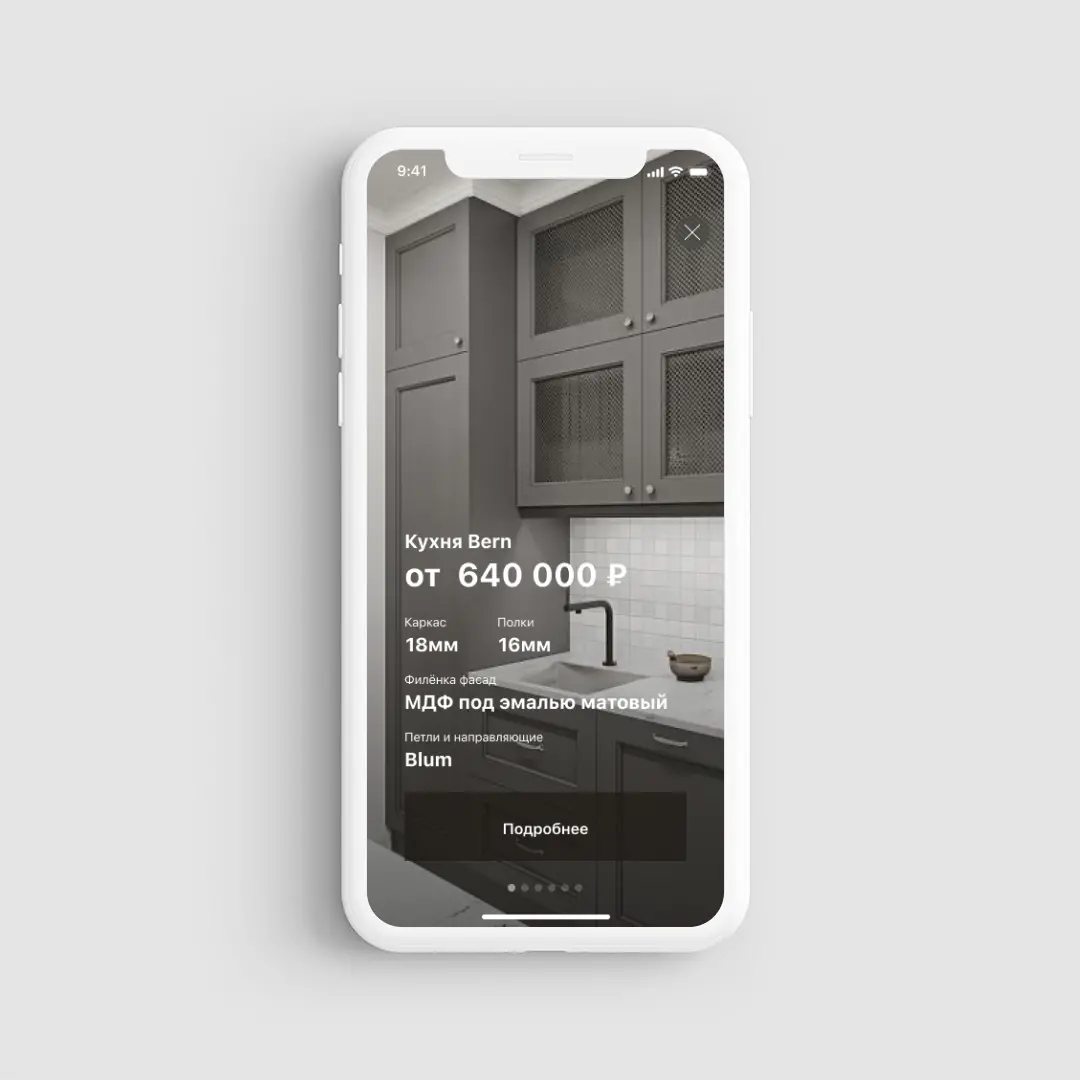 9:41
Кухня Bern
от 640 000 ₽
Каркас Полки
18мм 16мм
Филёнка фасад
МДФ под эмалью матовый
Петли и направляющие
Blum
Подробнее